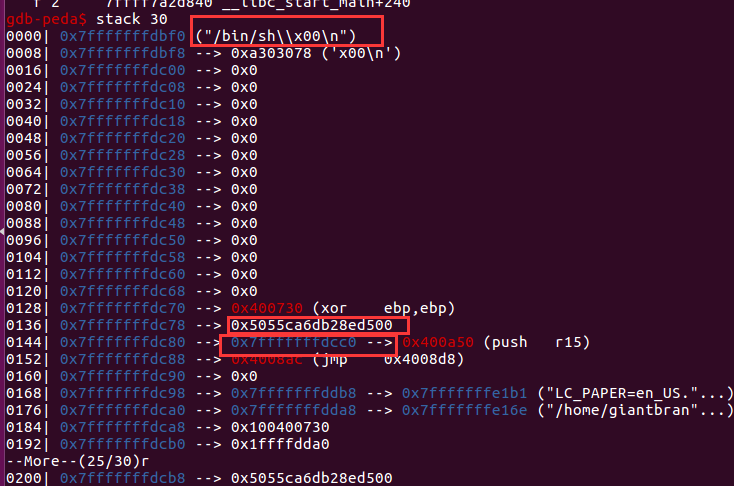 r 2 7ffff7a2d840 __libc_start_main+240
gdb-peda$ stack 30
0000| 0x7fffffffdbf0 ("/bin/sh\\x00\n")
0008| 0x7fffffffdbf8 --> 0xa303078 ('x00\n')
0016| 0x7fffffffdc00 --> 0x0
0024| 0x7fffffffdc08 --> 0x0
0032| 0x7fffffffdc10 --> 0x0
0040| 0x7fffffffdc18 --> 0x0
0048| 0x7fffffffdc20 --> 0x0
0056| 0x7fffffffdc28 --> 0x0
0064| 0x7fffffffdc30 --> 0x0
0072| 0x7fffffffdc38 --> 0x0
0080| 0x7fffffffdc40 --> 0x0
0088| 0x7fffffffdc48 --> 0x0
0096| 0x7fffffffdc50 --> 0x0
0104| 0x7fffffffdc58 --> 0x0
0112| 0x7fffffffdc60 --> 0x0
0120| 0x7fffffffdc68 --> 0x0
0128| 0x7fffffffdc70 --> 0x400730 (xor ebp,ebp)
0136| 0x7fffffffdc78 --> 0x5055ca6db28ed500
0144| 0x7fffffffdc80 --> 0x7fffffffdcc0 --> 0x400a50 (push r15)
0152| 0x7fffffffdc88 --> 0x4008ac (jmp 0x4008d8)
0160| 0x7fffffffdc90 --> 0x0
0168| 0x7fffffffdc98 --> 0x7fffffffddb8 --> 0x7fffffffe1b1 ("LC_PAPER=en_US."...)
0176| 0x7fffffffdca0 --> 0x7fffffffdda8 --> 0x7fffffffe16e ("/home/giantbran"...)
0184| 0x7fffffffdca8 --> 0x100400730
0192| 0x7fffffffdcb0 --> 0x1ffffdda0
--More--(25/30)r
0200| 0x7fffffffdcb8 --> 0x5055ca6db28ed500